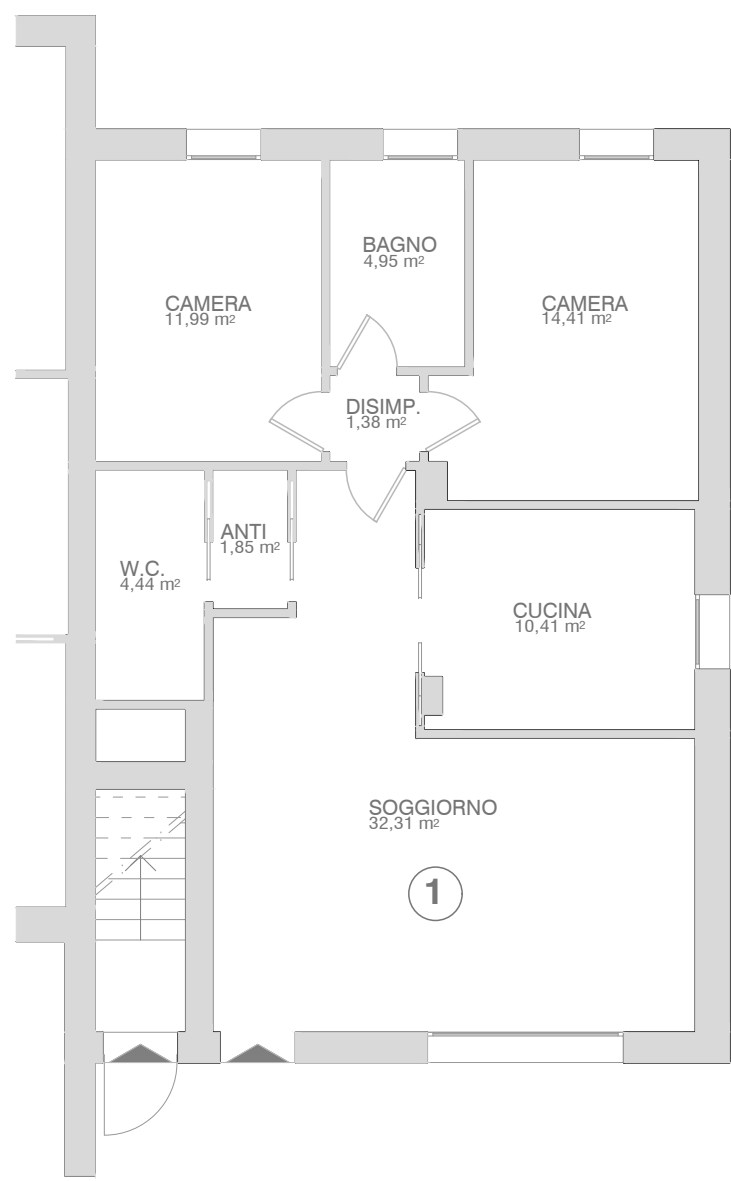 BAGNO
4,95 m²
CAMERA
11,99 m²
CAMERA
14,41 m²
DISIMP.
1,38 m²
ANTI
1,85 m²
W.C.
4,44 m²
CUCINA
10,41 m²
SOGGIORNO
32,31 m²
1